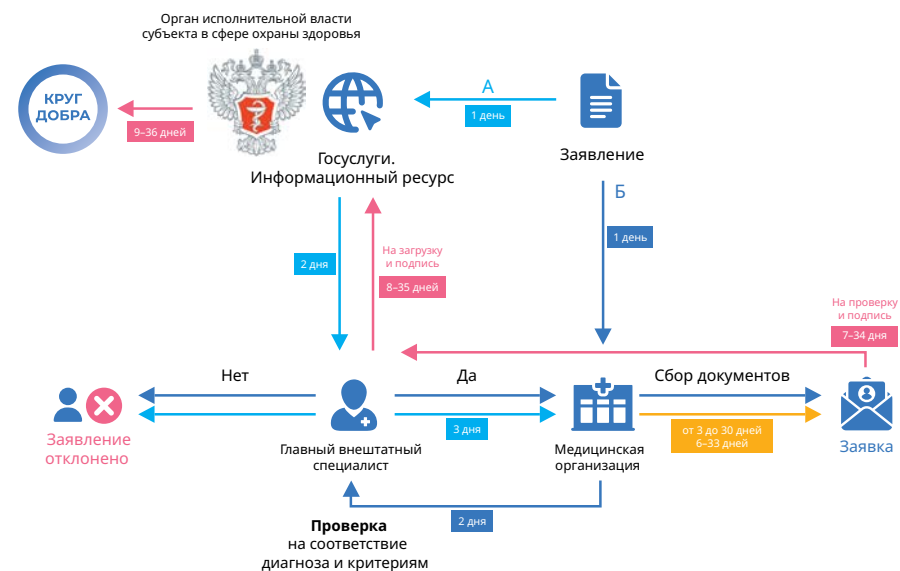 Орган исполнительной власти
субъекта в сфере охраны здоровья
КРУГ
ДОБРА
9–36 дней
А
1 день
Госуслуги.
Информационный ресурс
Заявление
Б
1 день
2 дня
На загрузку
и подпись
8–35 дней
На проверку
и подпись
7–34 дня
Нет
Да
Сбор документов
3 дня
от 3 до 30 дней
6–33 дней
Заявление
отклонено
Главный внештатный
специалист
Медицинская
организация
Заявка
2 дня
Проверка
на соответствие
диагноза и критериям